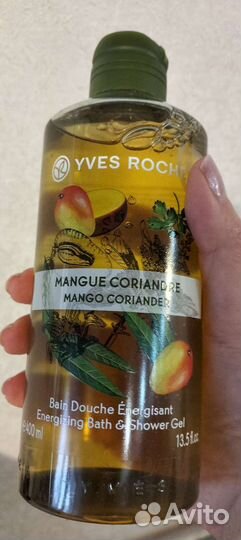 YVES ROCHE
MANGUE CORIANDRE
MANGO CORIANDER
Bain Douche Énergisant
Energizing Bath & Shower Gel
e400 ml
13.5 fl.oz
Avito